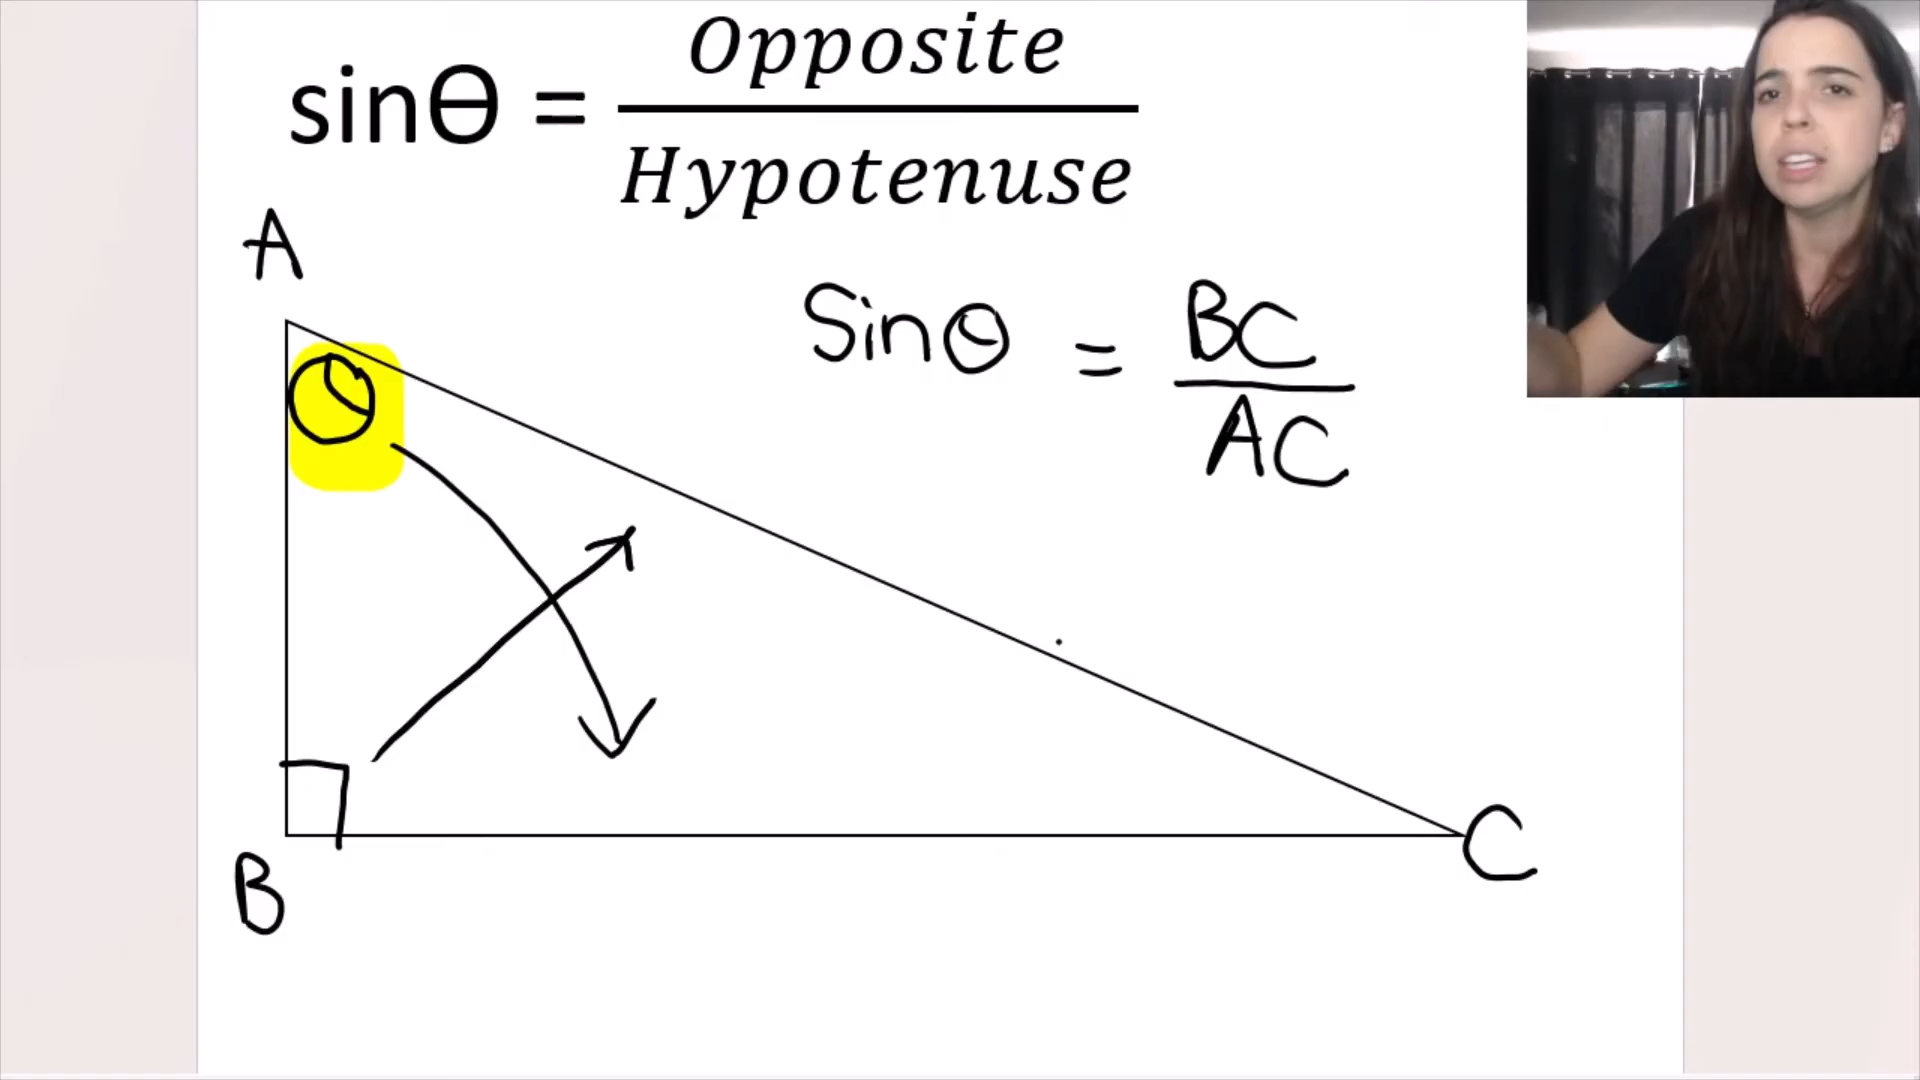 sinΘ = Opposite / Hypotenuse
A
Sinθ = BC / AC
θ
B
C